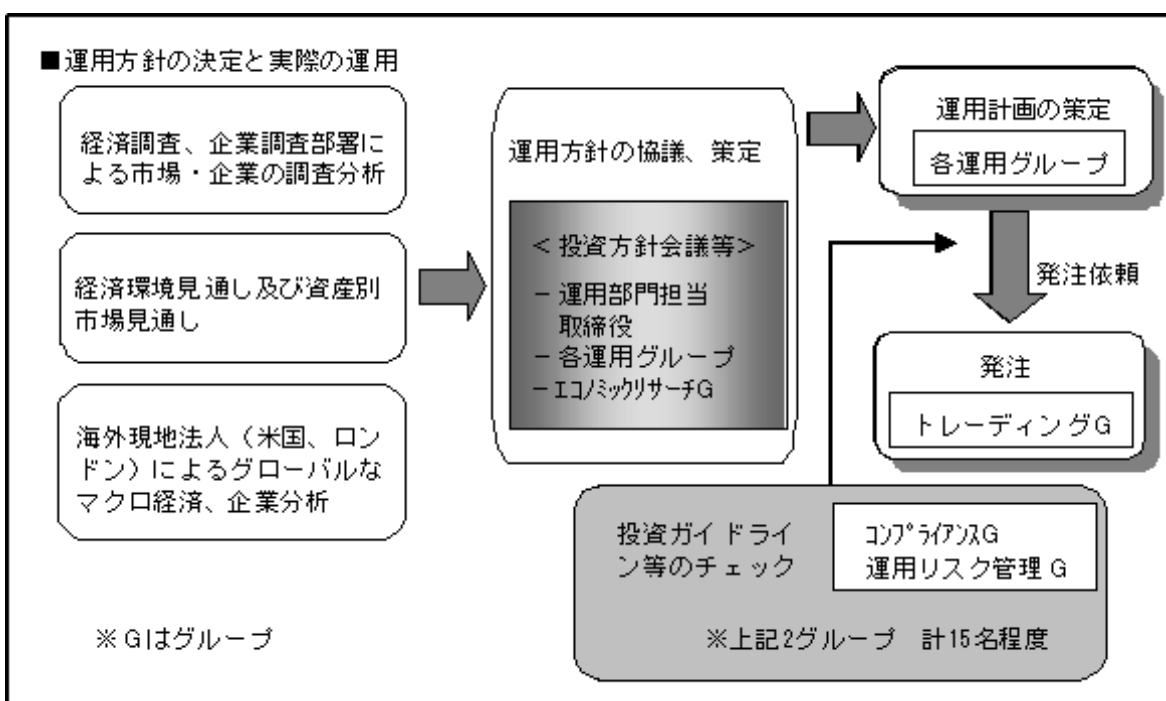 ■運用方針の決定と実際の運用
経済調査、企業調査部署に
よる市場・企業の調査分析
経済環境見通し及び資産別
市場見通し
海外現地法人（米国、ロン
ドン）によるグローバルな
マクロ経済、企業分析
※Gはグループ
運用方針の協議、策定
＜投資方針会議等＞
－運用部門担当
取締役
－各運用グループ
－ｴｺﾉﾐｯｸﾘｻｰﾁG
運用計画の策定
各運用グループ
発注依頼
発注
トレーディングG
投資ガイドライ
ン等のチェック
ｺﾝﾌﾟﾗｲｱﾝｽG
運用リスク管理G
※上記2グループ　計15名程度